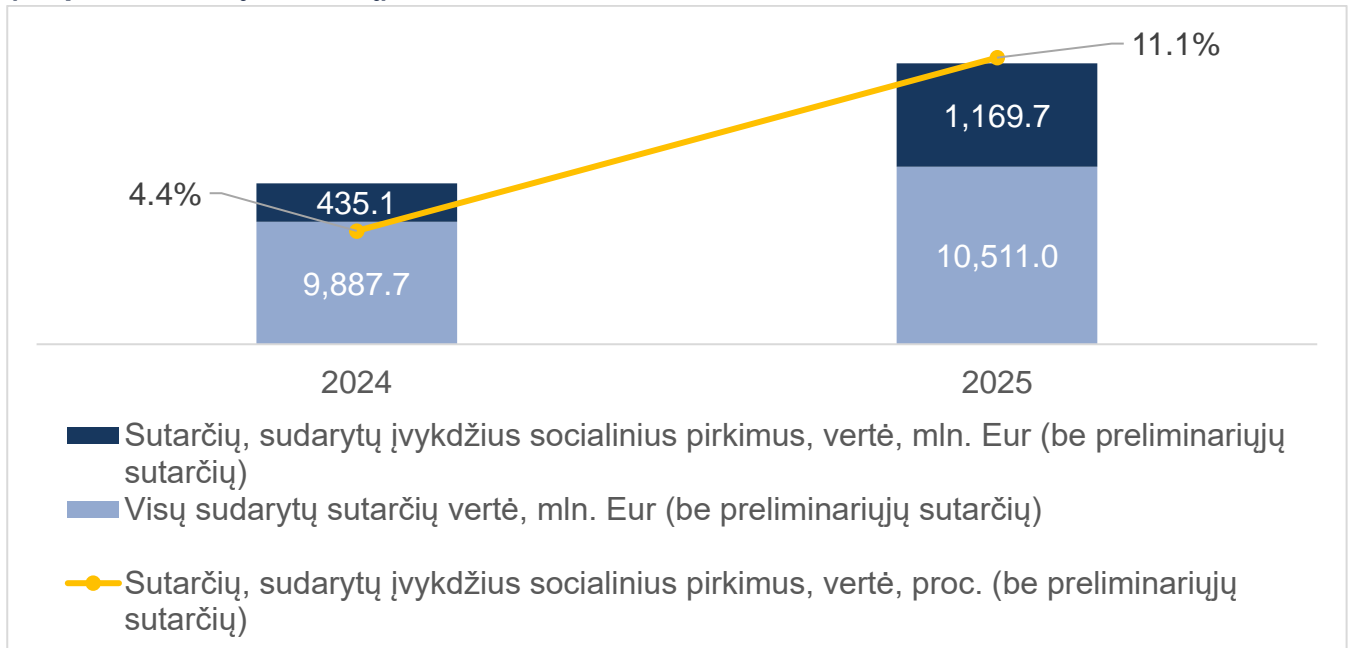 11.1%
1,169.7
4.4%
435.1
10,511.0
9,887.7
2024
2025
Sutarčių, sudarytų įvykdžius socialinius pirkimus, vertė, mln. Eur (be preliminariųjų
sutarčių)
Visų sudarytų sutarčių vertė, mln. Eur (be preliminariųjų sutarčių)
Sutarčių, sudarytų įvykdžius socialinius pirkimus, vertė, proc. (be preliminariųjų
sutarčių)